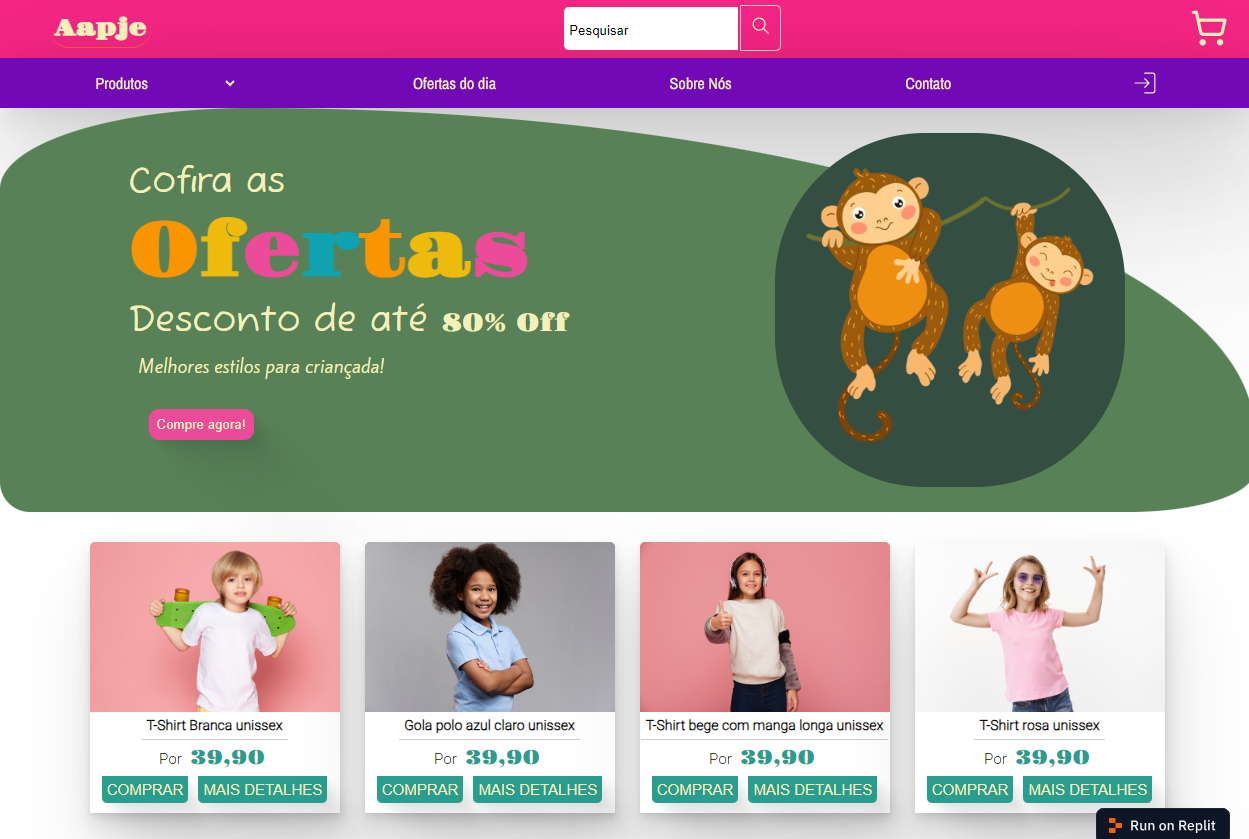 Aapje
Pesquisar
Produtos Ofertas do dia Sobre Nós Contato
Cofira as
Ofertas
Desconto de até 80% Off
Melhores estilos para criançada!
Compre agora!
T-Shirt Branca unissex
Por 39,90
COMPRAR MAIS DETALHES
Gola polo azul claro unissex
Por 39,90
COMPRAR MAIS DETALHES
T-Shirt bege com manga longa unissex
Por 39,90
COMPRAR MAIS DETALHES
T-Shirt rosa unissex
Por 39,90
COMPRAR MAIS DETALHES
Run on Replit